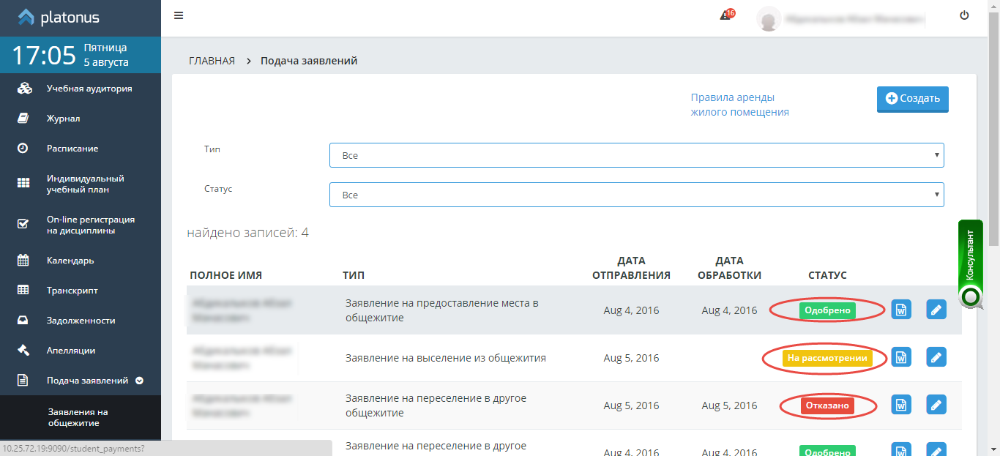 platonus
16
17:05
Пятница
5 августа
ГЛАВНАЯ
Подача заявлений
Учебная аудитория
Журнал
Расписание
Индивидуальный
учебный план
On-line регистрация
на дисциплины
Календарь
Транскрипт
Задолженности
Апелляции
Подача заявлений
Заявления на
общежитие
10.25.72.19:9090/student_payments?
Правила аренды
жилого помещения
Создать
Тип
Все
Статус
Все
найдено записей: 4
ПОЛНОЕ ИМЯ
ТИП
ДАТА
ОТПРАВЛЕНИЯ
ДАТА
ОБРАБОТКИ
СТАТУС
Заявление на предоставление места в
общежитие
Aug 4, 2016
Aug 4, 2016
Одобрено
Заявление на выселение из общежития
Aug 5, 2016
На рассмотрении
Заявление на переселение в другое
общежитие
Aug 5, 2016
Aug 5, 2016
Отказано
Заявление на переселение в другое
Aug 4, 2016
Aug 4, 2016
Одобрено
Консультант